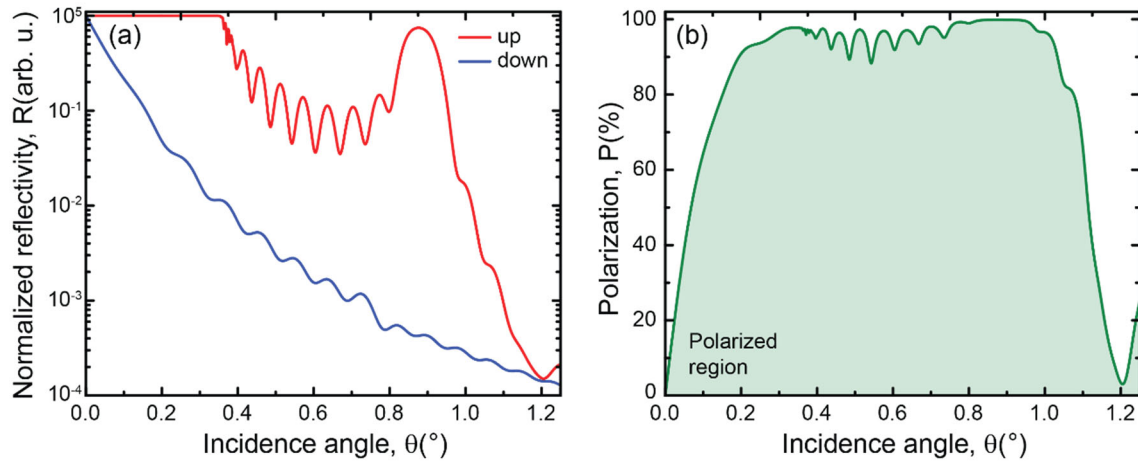 (a)
up
down
Normalized reflectivity, R(arb. u.)
10⁵
10⁻¹
10⁻²
10⁻³
10⁻⁴
0.0 0.2 0.4 0.6 0.8 1.0 1.2
Incidence angle, θ(°)
(b)
Polarization, P(%)
100
80
60
40
20
0
Polarized
region
0.0 0.2 0.4 0.6 0.8 1.0 1.2
Incidence angle, θ(°)